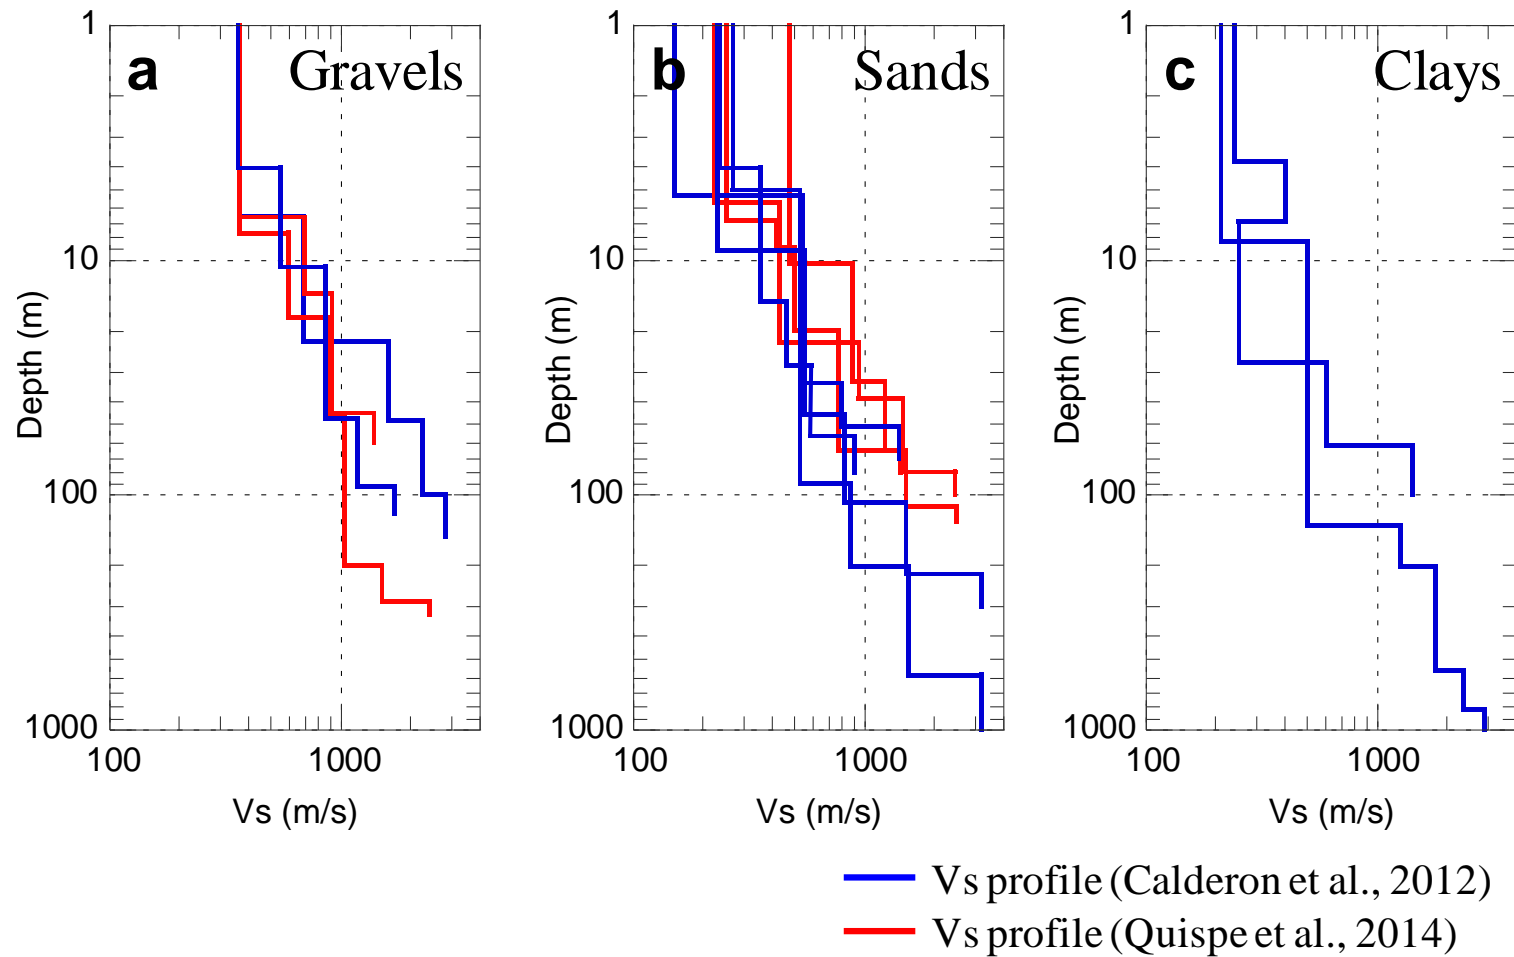 a Gravels
1
10
100
1000
100 1000
Depth (m)
Vs (m/s)
b Sands
1
10
100
1000
100 1000
Depth (m)
Vs (m/s)
c Clays
1
10
100
1000
100 1000
Depth (m)
Vs (m/s)
Vs profile (Calderon et al., 2012)
Vs profile (Quispe et al., 2014)